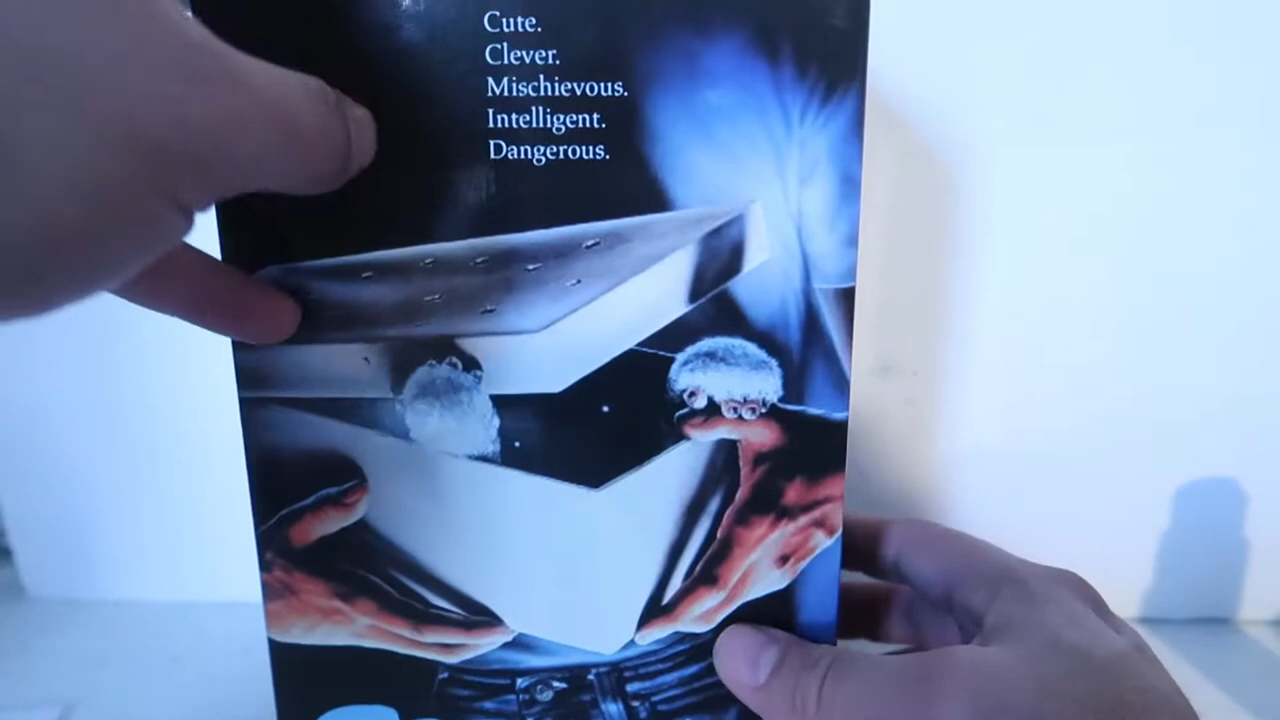 Cute.
Clever.
Mischievous.
Intelligent.
Dangerous.